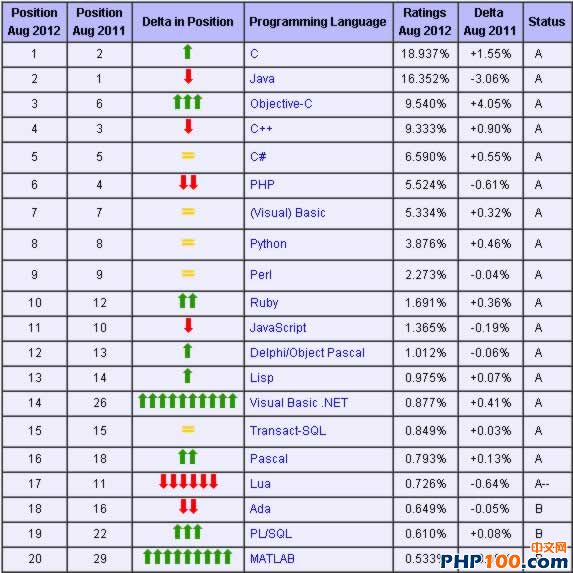 Position Aug 2012 Position Aug 2011 Delta in Position Programming Language Ratings Aug 2012 Delta Aug 2011 Status
1 2 C 18.937% +1.55% A
2 1 Java 16.352% -3.06% A
3 6 Objective-C 9.540% +4.05% A
4 3 C++ 9.333% +0.90% A
5 5 = C# 6.590% +0.55% A
6 4 PHP 5.524% -0.61% A
7 7 = (Visual) Basic 5.334% +0.32% A
8 8 = Python 3.876% +0.46% A
9 9 = Perl 2.273% -0.04% A
10 12 Ruby 1.691% +0.36% A
11 10 JavaScript 1.365% -0.19% A
12 13 Delphi/Object Pascal 1.012% -0.06% A
13 14 Lisp 0.975% +0.07% A
14 26 Visual Basic .NET 0.877% +0.41% A
15 15 = Transact-SQL 0.849% +0.03% A
16 18 Pascal 0.793% +0.13% A
17 11 Lua 0.726% -0.64% A--
18 16 Ada 0.649% -0.05% B
19 22 PL/SQL 0.610% +0.08% B
20 29 MATLAB 0.533%
中文网
PHP100.com